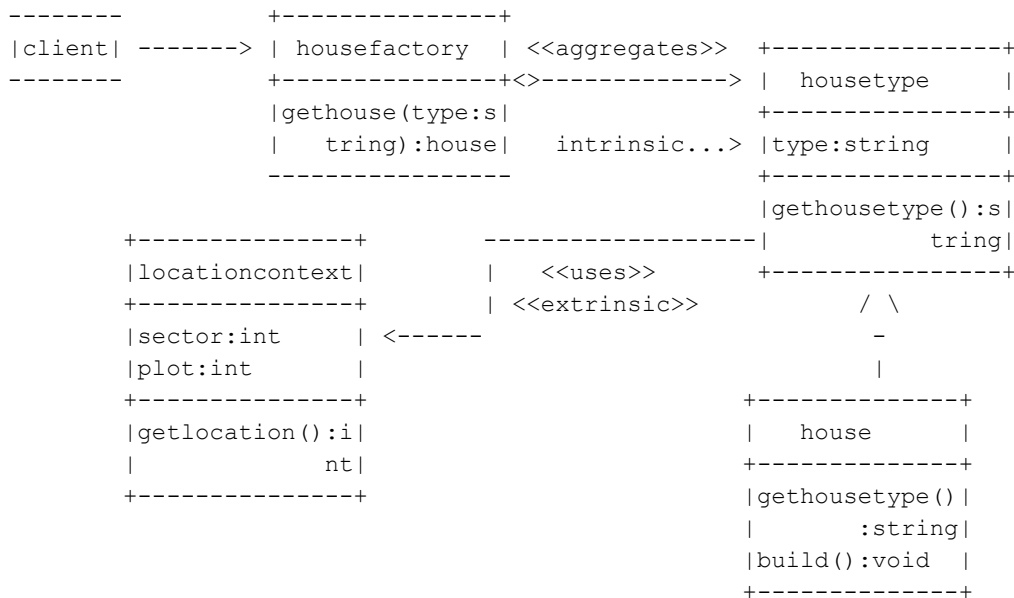 |client| -------> | housefactory | <<aggregates>>
housetype
|gethouse(type:s|
| tring):house| intrinsic...> |type:string |
|gethousetype():s|
tring|
|locationcontext| | <<uses>>
| <<extrinsic>> / \
|sector:int | <------
|plot:int |
|getlocation():i| | house |
| nt|
|gethousetype()|
| :string|
|build():void |